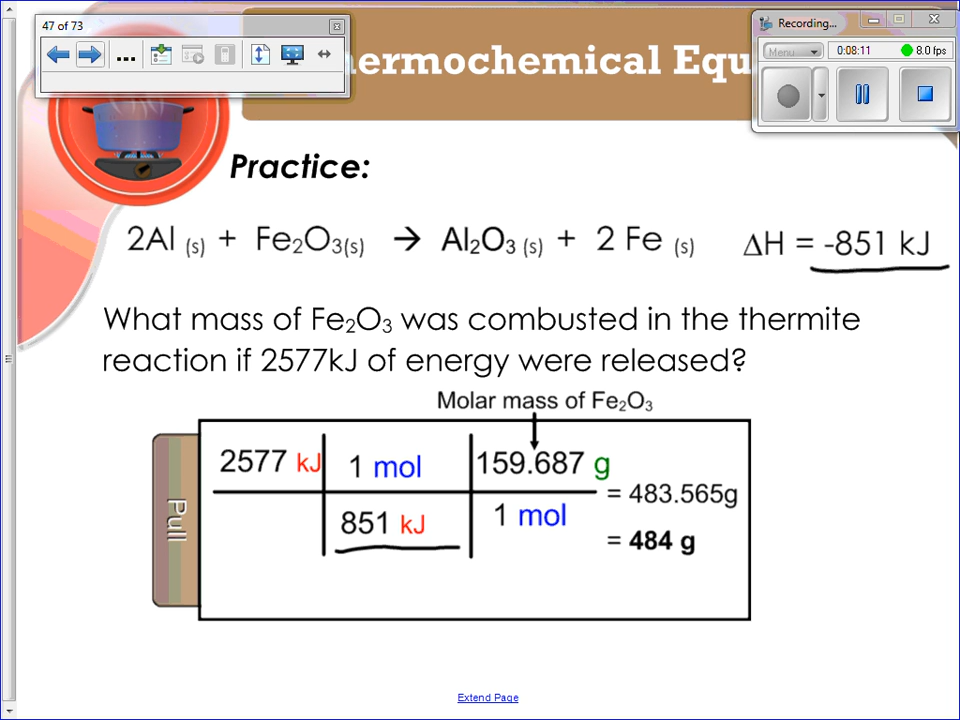 47 of 73
Recording...
Menu
0:08:11
8.0 fps
hermochemical Equ
Practice:
2Al (s) + Fe₂O₃(s) → Al₂O₃ (s) + 2 Fe (s) ΔH = -851 kJ
What mass of Fe₂O₃ was combusted in the thermite
reaction if 2577kJ of energy were released?
Molar mass of Fe₂O₃
2577 kJ 1 mol 159.687 g
= 483.565g
851 kJ 1 mol
= 484 g
Pull
Extend Page